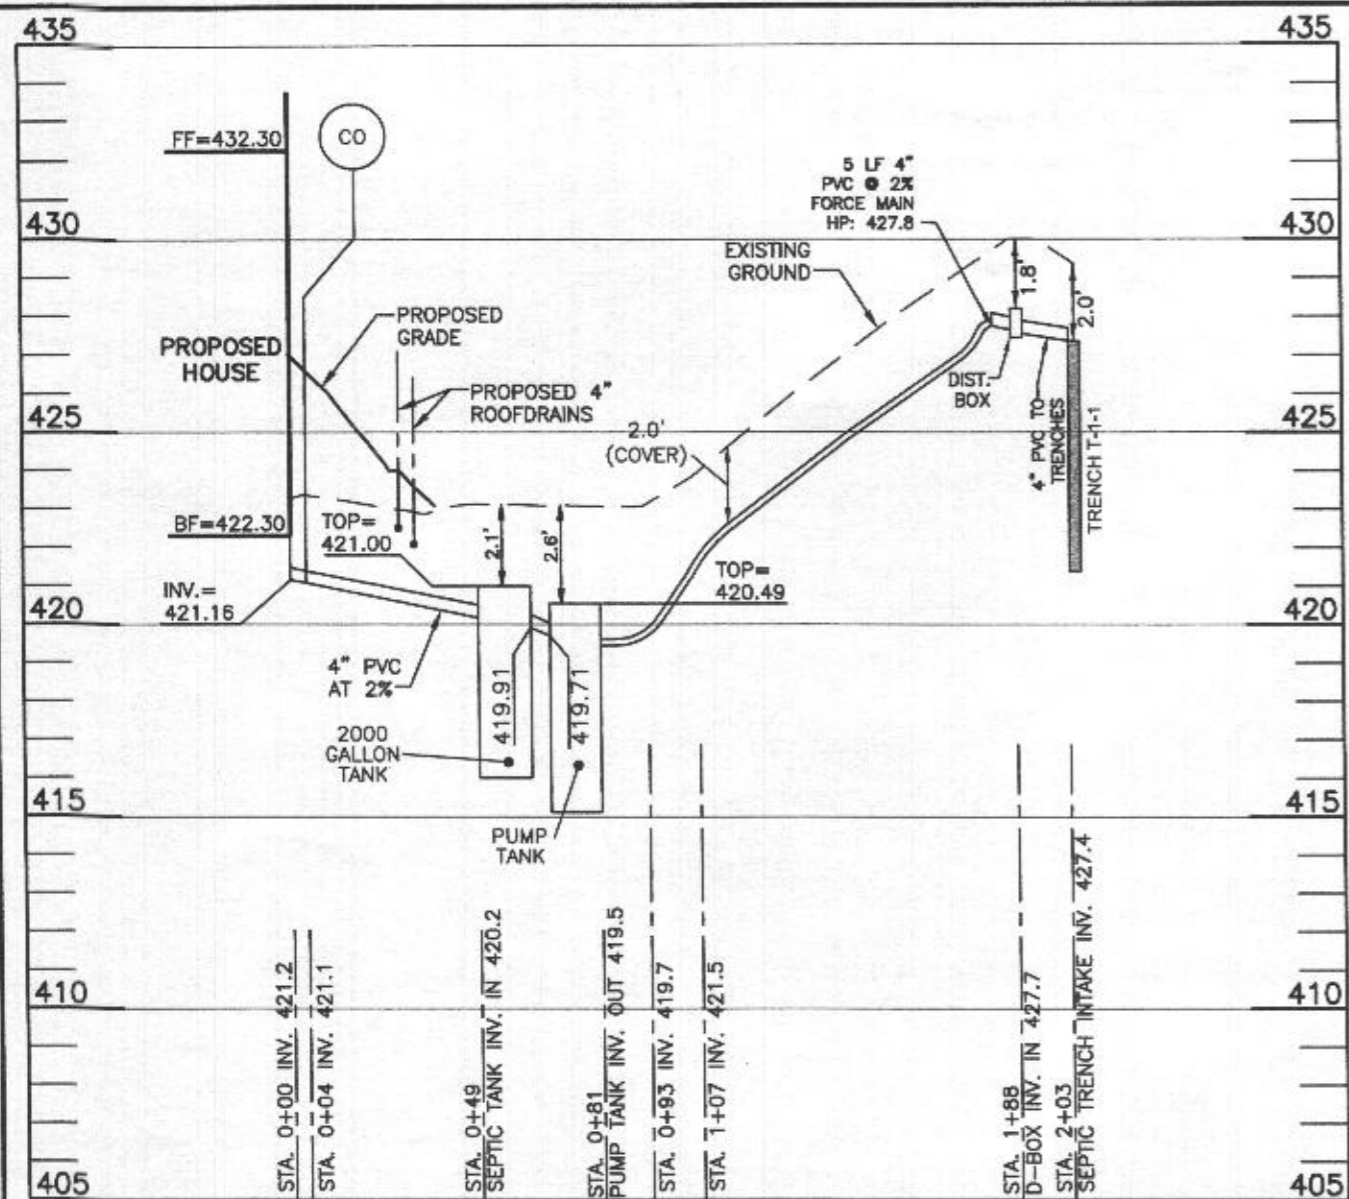 435
435
FF=432.30
CO
5 LF 4"
PVC @ 2%
FORCE MAIN
HP: 427.8
430
430
EXISTING
GROUND
1.8'
2.0'
PROPOSED
GRADE
PROPOSED
HOUSE
PROPOSED 4"
ROOFDRAINS
DIST.
BOX
425
425
2.0'
(COVER)
4" PVC TO
TRENCHES
TRENCH T-1-1
BF=422.30
TOP=
421.00
2.1'
2.6'
TOP=
420.49
INV.=
421.16
420
420
4" PVC
AT 2%
419.91
419.71
2000
GALLON
TANK
415
415
PUMP
TANK
410
410
STA. 0+00 INV. 421.2
STA. 0+04 INV. 421.1
STA. 0+49
SEPTIC TANK INV. IN 420.2
STA. 0+81
PUMP TANK INV. OUT 419.5
STA. 0+93 INV. 419.7
STA. 1+07 INV. 421.5
STA. 1+88
D-BOX INV. IN 427.7
STA. 2+03
SEPTIC TRENCH INTAKE INV. 427.4
405
405